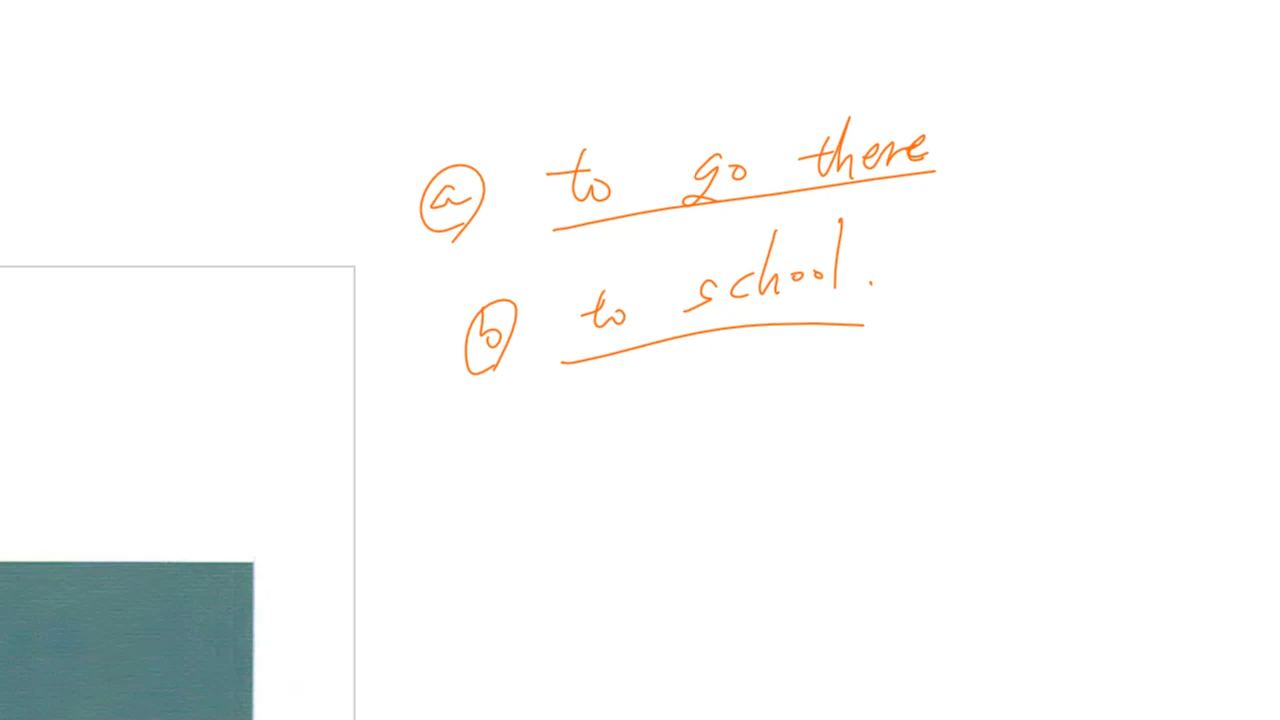 ⓐ to go there
ⓑ to school.